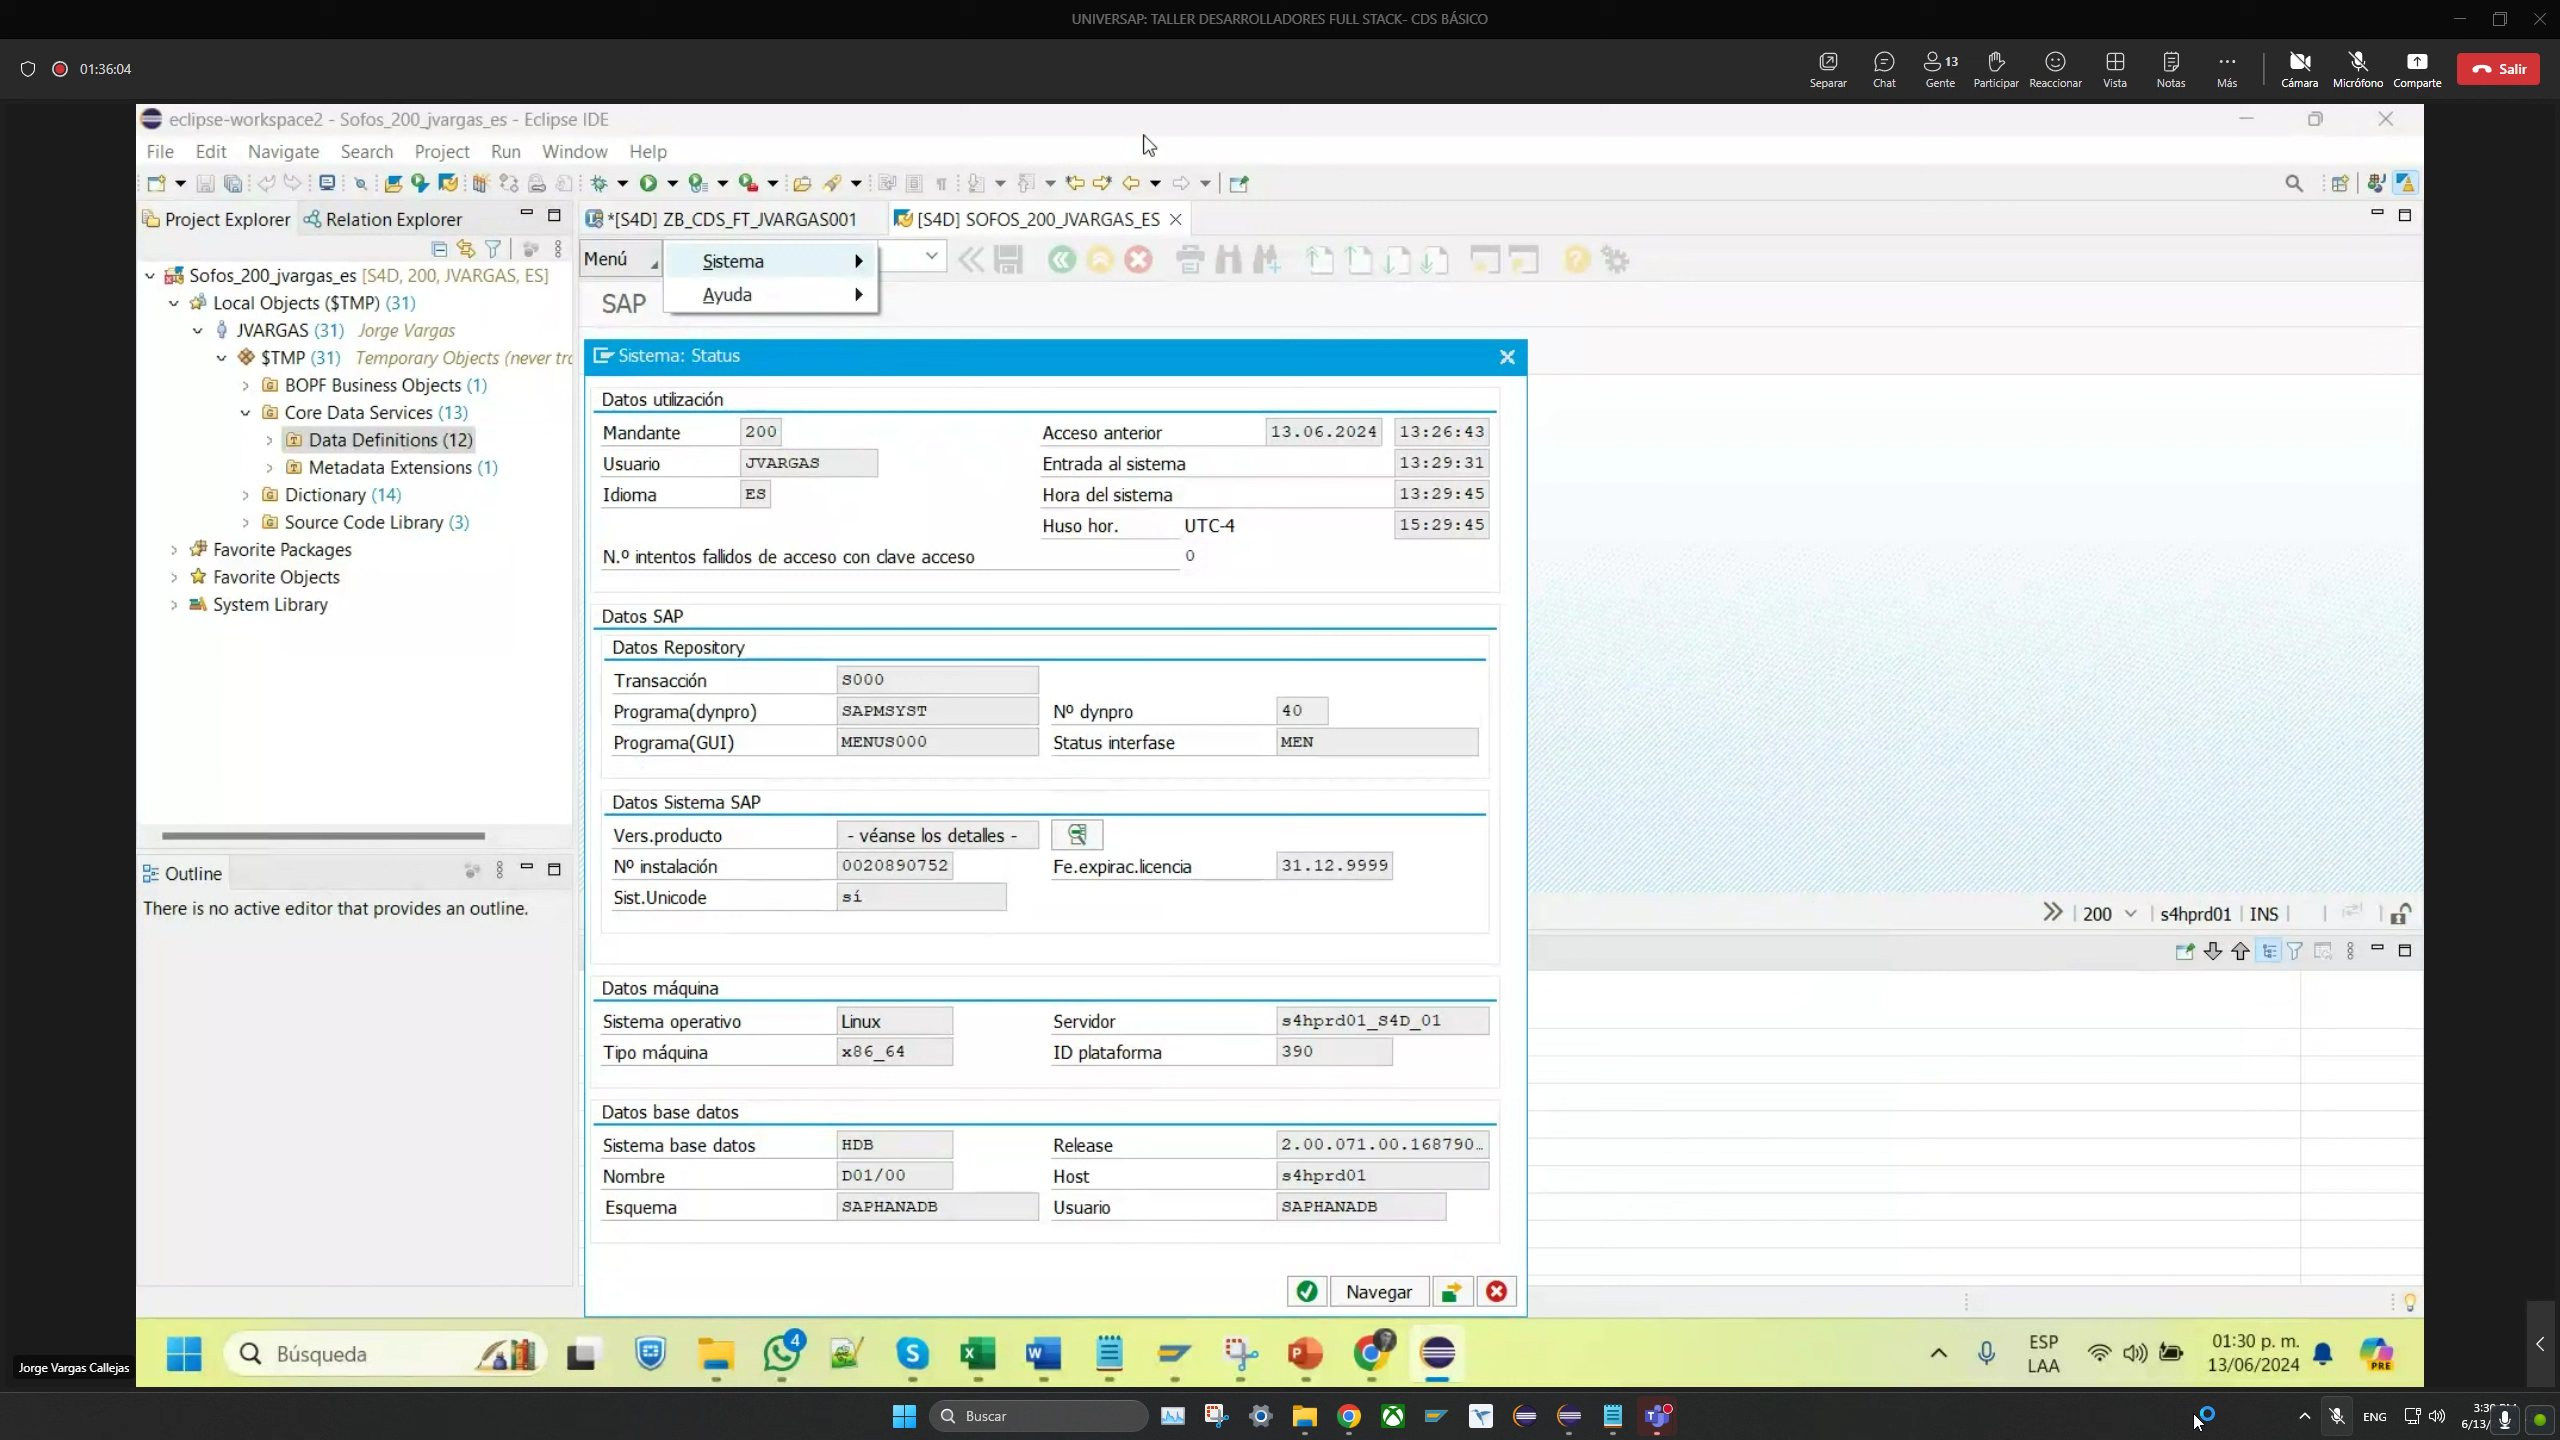 UNIVERSAP: TALLER DESARROLLADORES FULL STACK- CDS BÁSICO
01:36:04
Separar
Chat
13
Gente
Participar
Reaccionar
Vista
Notas
Más
Cámara
Micrófono
Comparte
Salir
eclipse-workspace2 - Sofos_200_jvargas_es - Eclipse IDE
File Edit Navigate Search Project Run Window Help
Project Explorer
Relation Explorer
*[S4D] ZB_CDS_FT_JVARGAS001
[S4D] SOFOS_200_JVARGAS_ES
Menú
Sistema
Ayuda
SAP
Sofos_200_jvargas_es [S4D, 200, JVARGAS, ES]
Local Objects ($TMP) (31)
JVARGAS (31) Jorge Vargas
$TMP (31) Temporary Objects (never tra
BOPF Business Objects (1)
Core Data Services (13)
Data Definitions (12)
Metadata Extensions (1)
Dictionary (14)
Source Code Library (3)
Favorite Packages
Favorite Objects
System Library
Outline
There is no active editor that provides an outline.
Sistema: Status
Datos utilización
Mandante 200 Acceso anterior 13.06.2024 13:26:43
Usuario JVARGAS Entrada al sistema 13:29:31
Idioma ES Hora del sistema 13:29:45
Huso hor. UTC-4 15:29:45
N.º intentos fallidos de acceso con clave acceso 0
Datos SAP
Datos Repository
Transacción S000
Programa(dynpro) SAPMSYST Nº dynpro 40
Programa(GUI) MENUS000 Status interfase MEN
Datos Sistema SAP
Vers.producto - véanse los detalles -
Nº instalación 0020890752 Fe.expirac.licencia 31.12.9999
Sist.Unicode sí
Datos máquina
Sistema operativo Linux Servidor s4hprd01_S4D_01
Tipo máquina x86_64 ID plataforma 390
Datos base datos
Sistema base datos HDB Release 2.00.071.00.168790…
Nombre D01/00 Host s4hprd01
Esquema SAPHANADB Usuario SAPHANADB
Navegar
200 s4hprd01 INS
Jorge Vargas Callejas
Búsqueda
4
PRE
ESP
LAA
01:30 p. m.
13/06/2024
Buscar
ENG